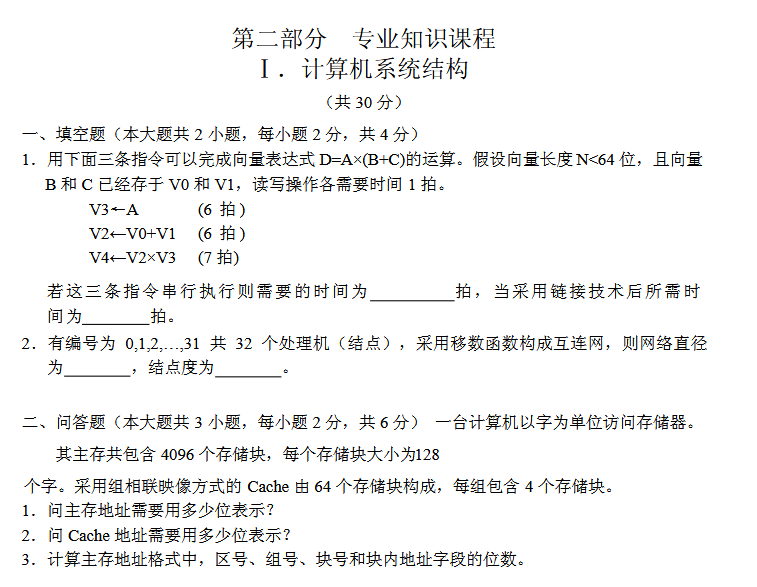 第二部分 专业知识课程
Ⅰ．计算机系统结构
（共 30 分）
一、填空题（本大题共 2 小题，每小题 2 分，共 4 分）
1．用下面三条指令可以完成向量表达式 D=A×(B+C)的运算。假设向量长度 N<64 位，且向量
B 和 C 已经存于 V0 和 V1，读写操作各需要时间 1 拍。
V3←A (6 拍)
V2←V0+V1 (6 拍)
V4←V2×V3 (7 拍)
若这三条指令串行执行则需要的时间为__________拍，当采用链接技术后所需时
间为________拍。
2．有编号为 0,1,2,…,31 共 32 个处理机（结点），采用移数函数构成互连网，则网络直径
为________，结点度为________。
二、问答题（本大题共 3 小题，每小题 2 分，共 6 分） 一台计算机以字为单位访问存储器。
其主存共包含 4096 个存储块，每个存储块大小为128
个字。采用组相联映像方式的 Cache 由 64 个存储块构成，每组包含 4 个存储块。
1．问主存地址需要用多少位表示？
2．问 Cache 地址需要用多少位表示？
3．计算主存地址格式中，区号、组号、块号和块内地址字段的位数。